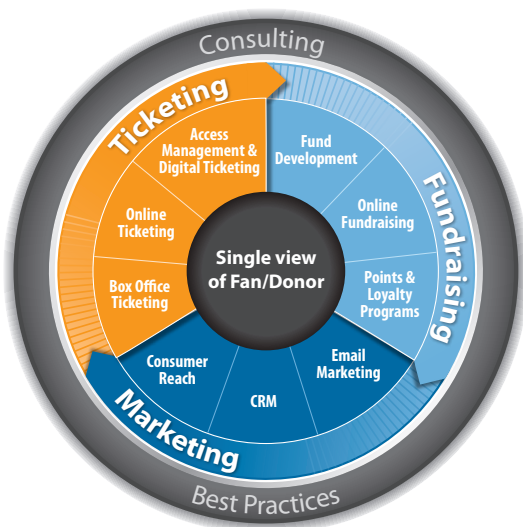 Consulting
Ticketing
Access
Management &
Digital Ticketing
Fund
Development
Fundraising
Online
Ticketing
Online
Fundraising
Single view
of Fan/Donor
Box Office
Ticketing
Points &
Loyalty
Programs
Consumer
Reach
CRM
Email
Marketing
Marketing
Best Practices